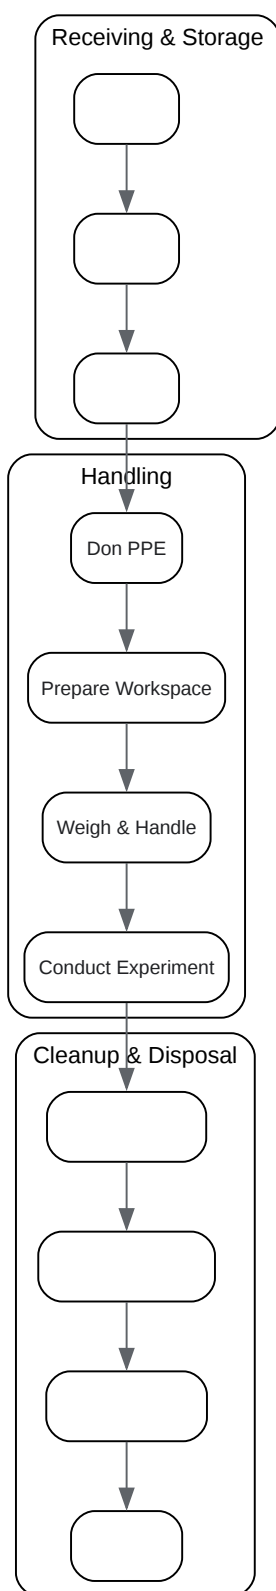 Receiving & Storage
Handling
Don PPE
Prepare Workspace
Weigh & Handle
Conduct Experiment
Cleanup & Disposal